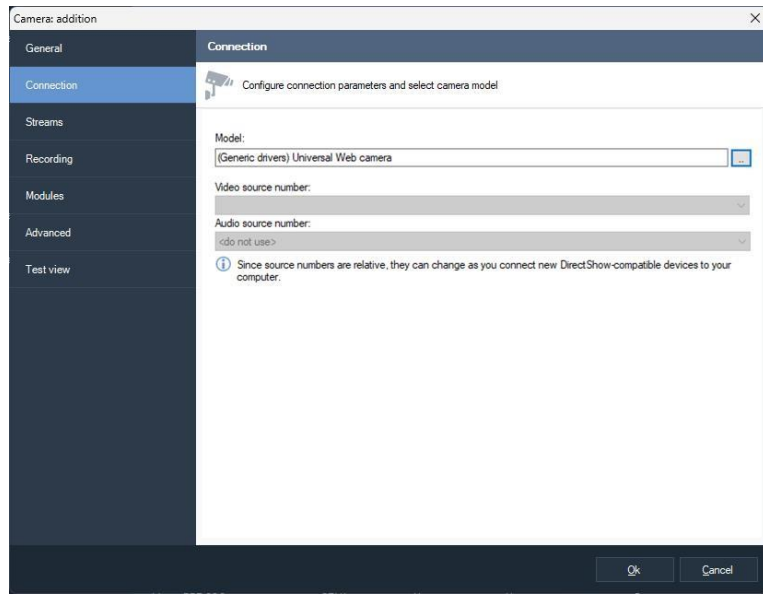 Camera: addition
General
Connection
Streams
Recording
Modules
Advanced
Test view
Connection
Configure connection parameters and select camera model
Model:
(Generic drivers) Universal Web camera
...
Video source number:
Audio source number:
<do not use>
Since source numbers are relative, they can change as you connect new DirectShow-compatible devices to your
computer.
Ok
Cancel